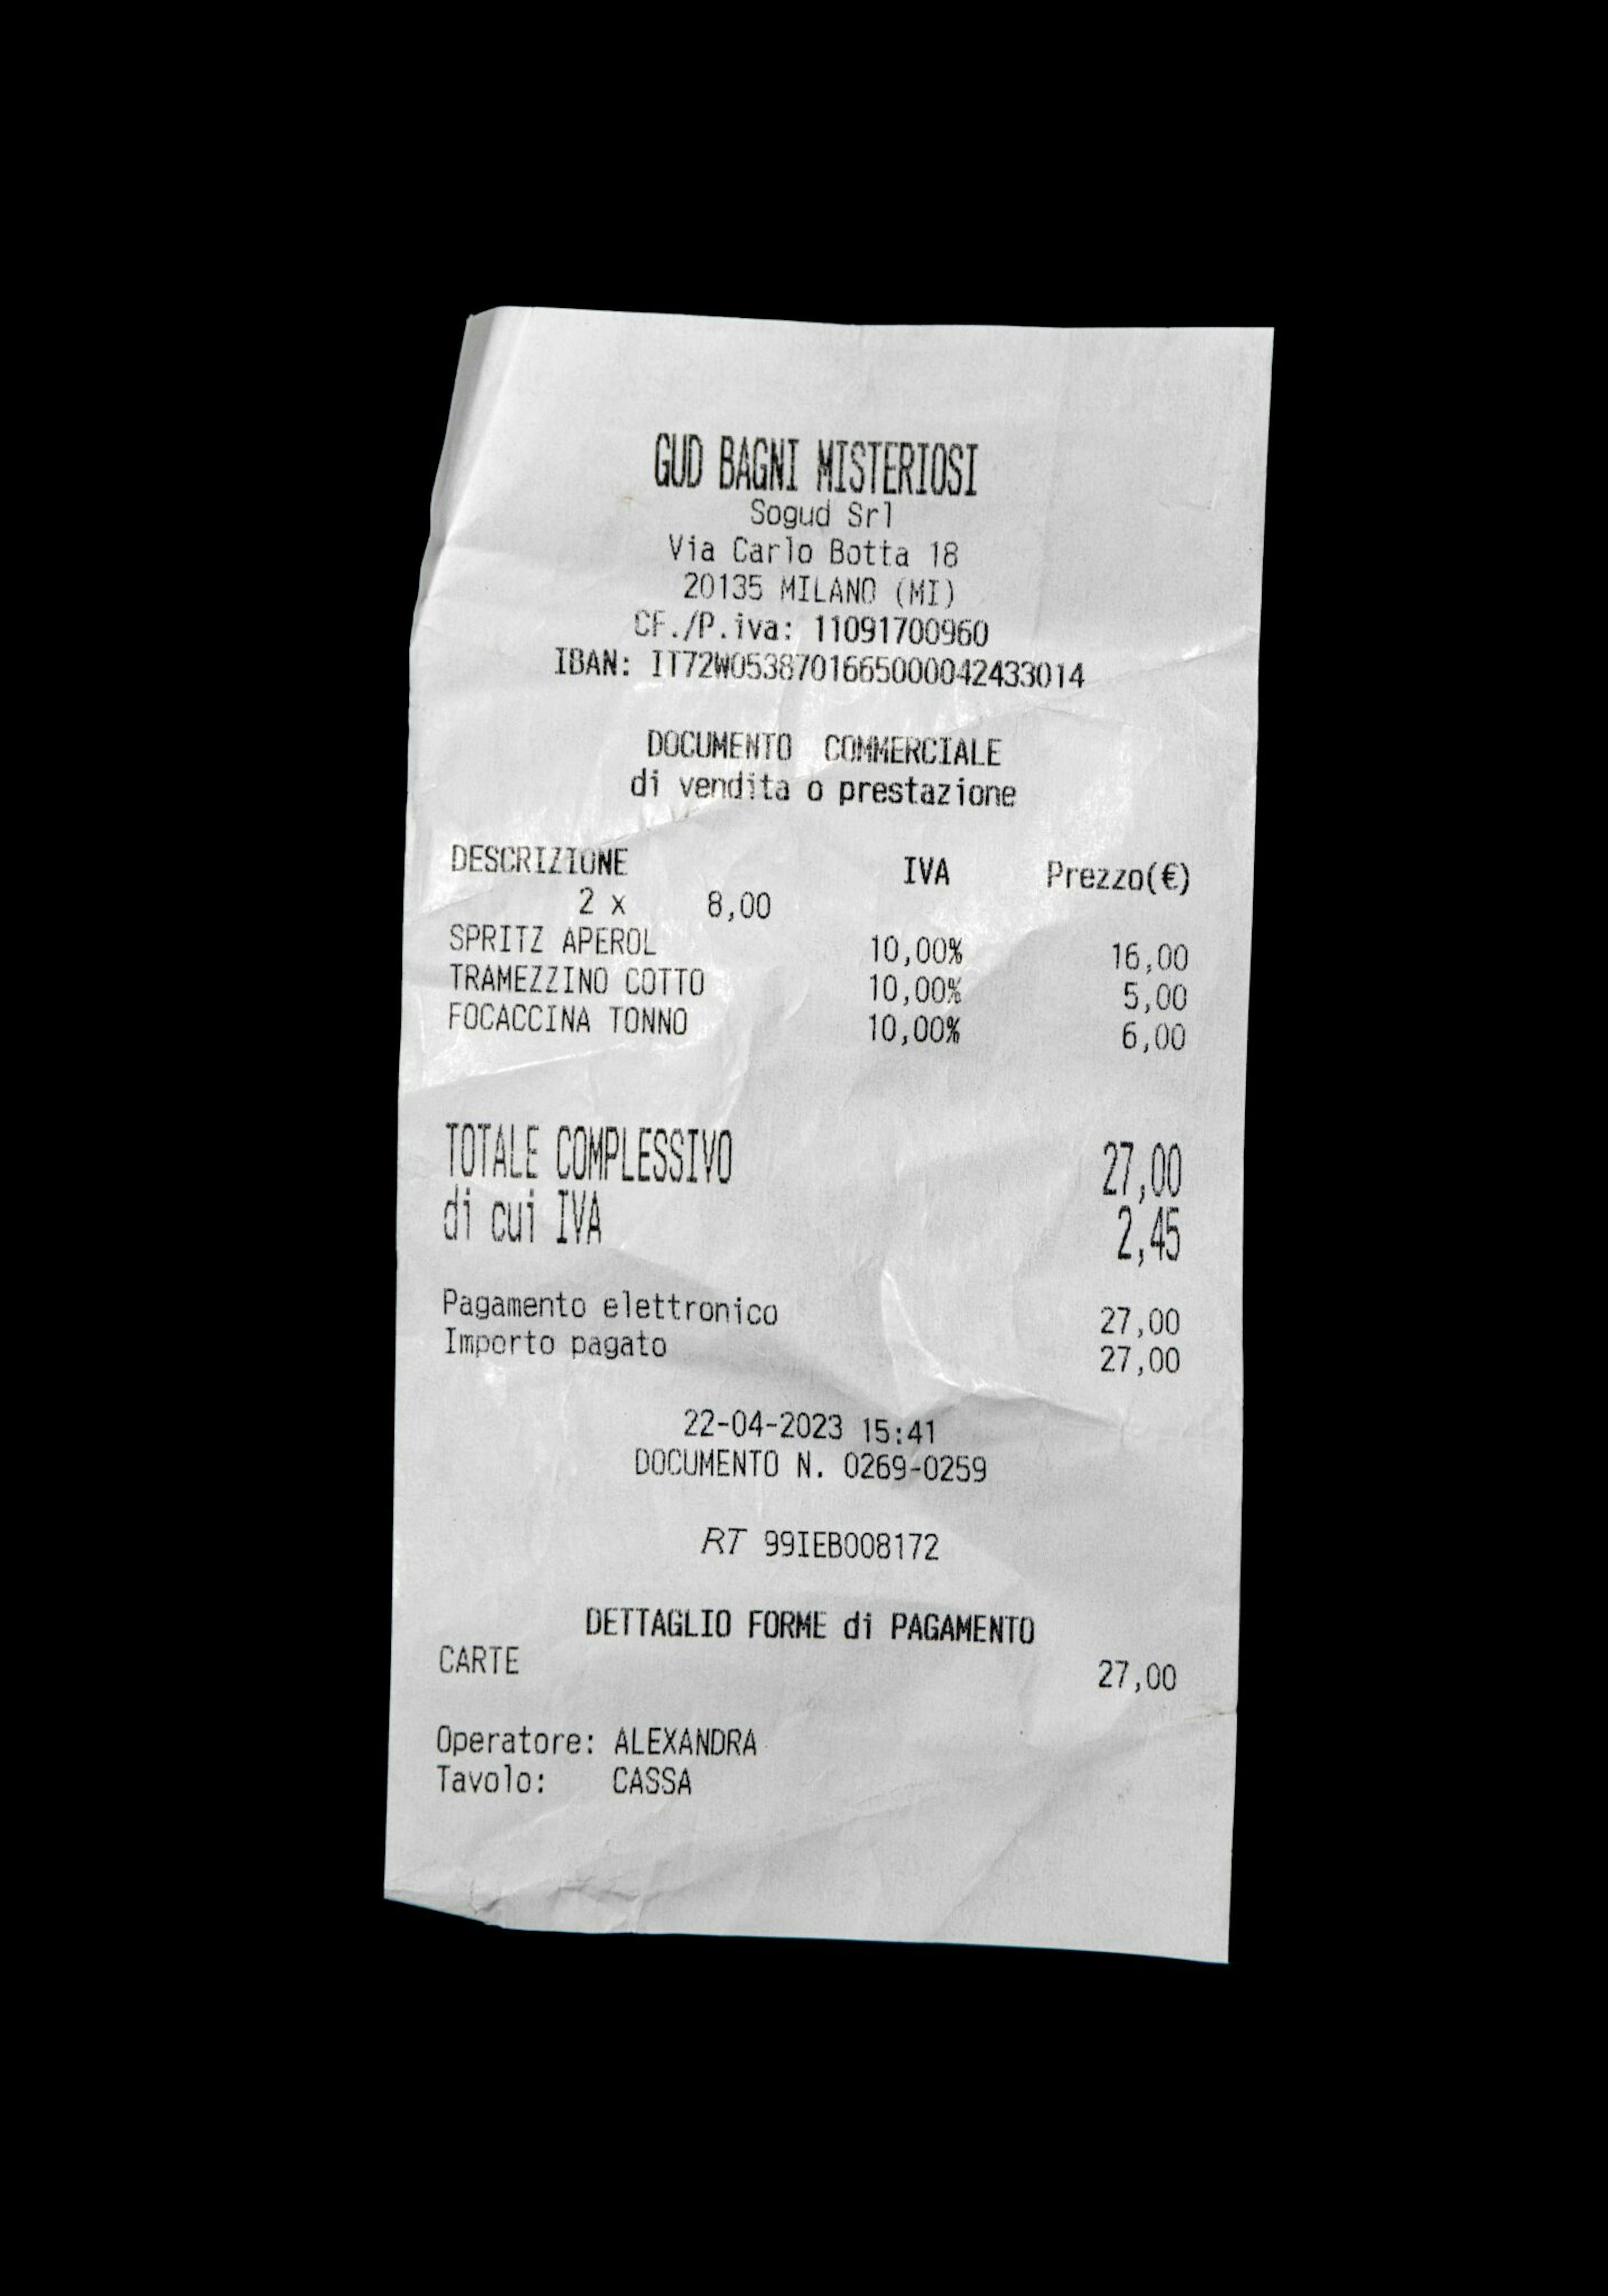 GUD BAGNI MISTERIOSI
Sogud Srl
Via Carlo Botta 18
20135 MILANO (MI)
CF./P.iva: 11091700960
IBAN: IT72W0538701665000042433014
DOCUMENTO COMMERCIALE
di vendita o prestazione
DESCRIZIONE IVA Prezzo(€)
2 x 8,00
SPRITZ APEROL 10,00% 16,00
TRAMEZZINO COTTO 10,00% 5,00
FOCACCINA TONNO 10,00% 6,00
TOTALE COMPLESSIVO 27,00
di cui IVA 2,45
Pagamento elettronico 27,00
Importo pagato 27,00
22-04-2023 15:41
DOCUMENTO N. 0269-0259
RT 99IEB008172
DETTAGLIO FORME di PAGAMENTO
CARTE 27,00
Operatore: ALEXANDRA
Tavolo: CASSA